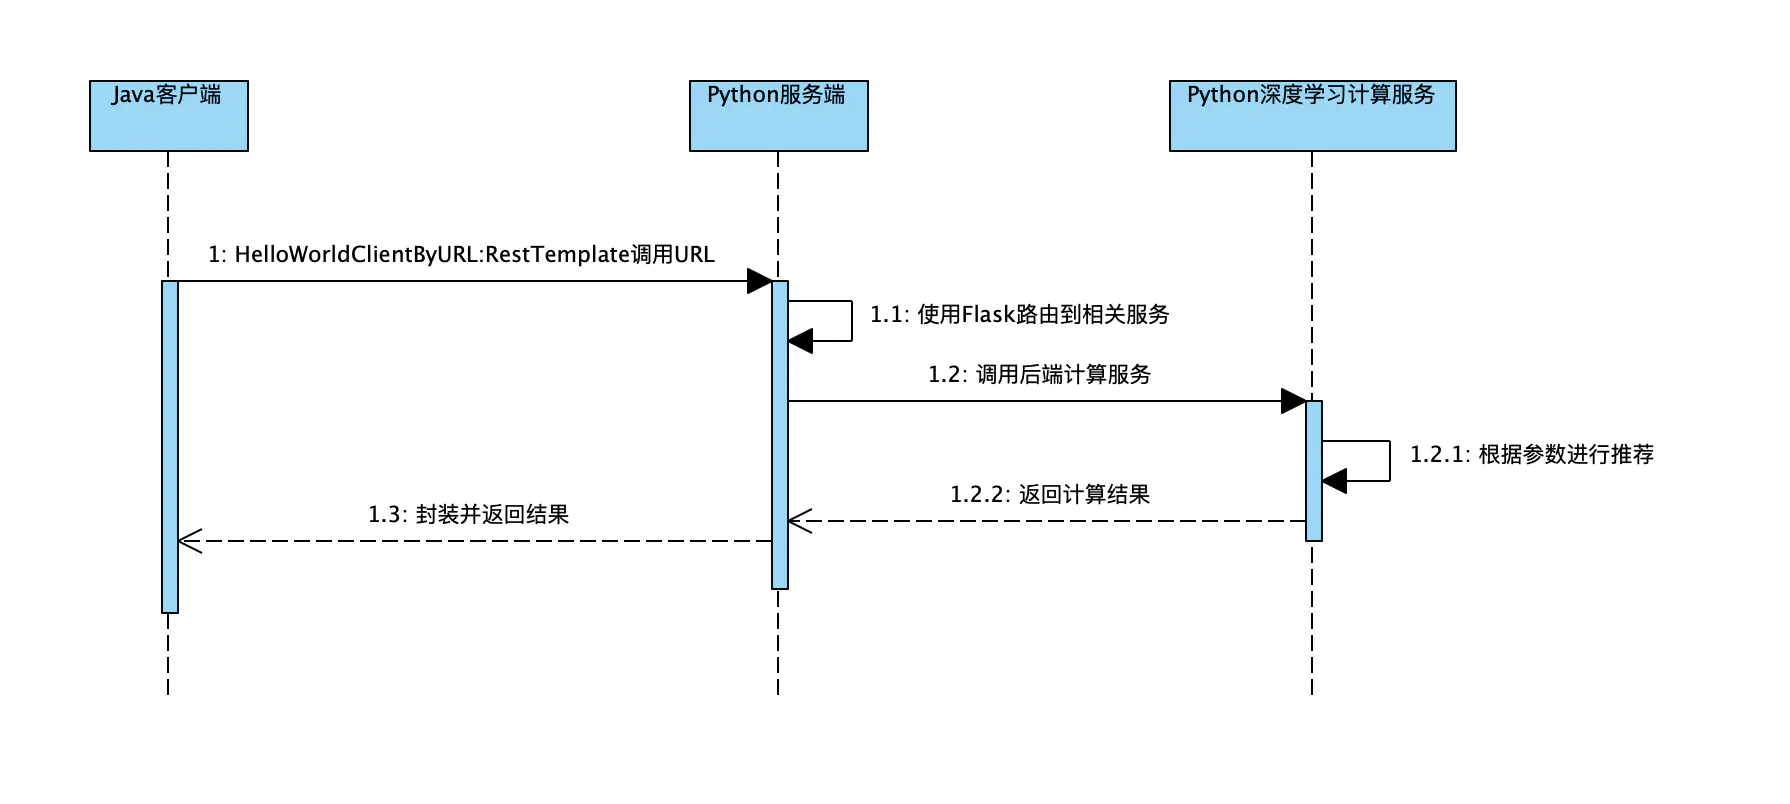 Java客户端
Python服务端
Python深度学习计算服务
1: HelloWorldClientByURL:RestTemplate调用URL
1.1: 使用Flask路由到相关服务
1.2: 调用后端计算服务
1.2.1: 根据参数进行推荐
1.2.2: 返回计算结果
1.3: 封装并返回结果